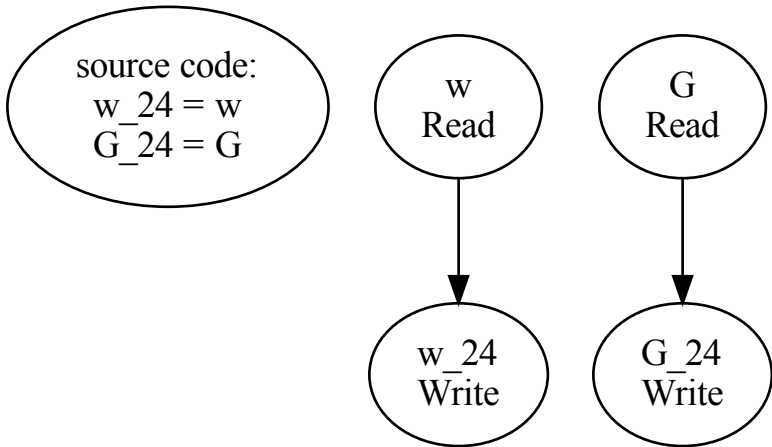 source code:
w_24 = w
G_24 = G
w
Read
G
Read
w_24
Write
G_24
Write